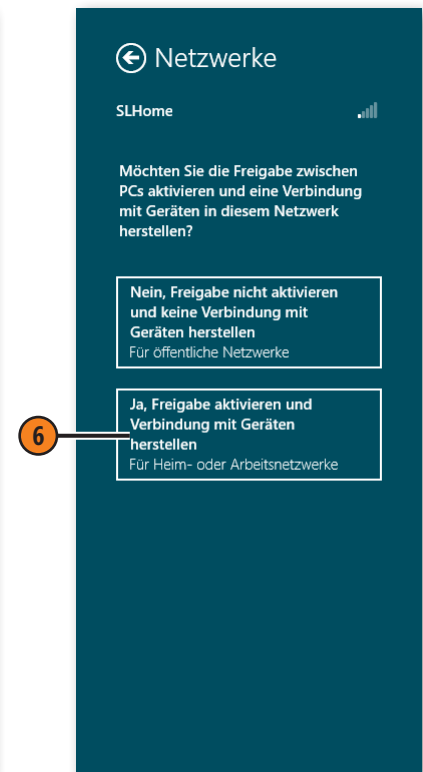 Netzwerke
SLHome
Möchten Sie die Freigabe zwischen
PCs aktivieren und eine Verbindung
mit Geräten in diesem Netzwerk
herstellen?
Nein, Freigabe nicht aktivieren
und keine Verbindung mit
Geräten herstellen
Für öffentliche Netzwerke
Ja, Freigabe aktivieren und
Verbindung mit Geräten
herstellen
Für Heim- oder Arbeitsnetzwerke
6